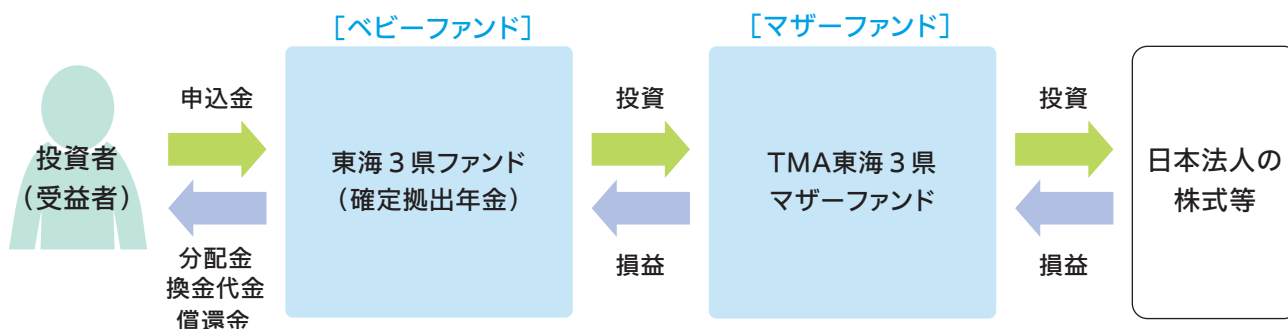 ［ベビーファンド］
［マザーファンド］
投資者
（受益者）
申込金
分配金
換金代金
償還金
東海３県ファンド
（確定拠出年金）
投資
損益
TMA東海３県
マザーファンド
投資
損益
日本法人の
株式等